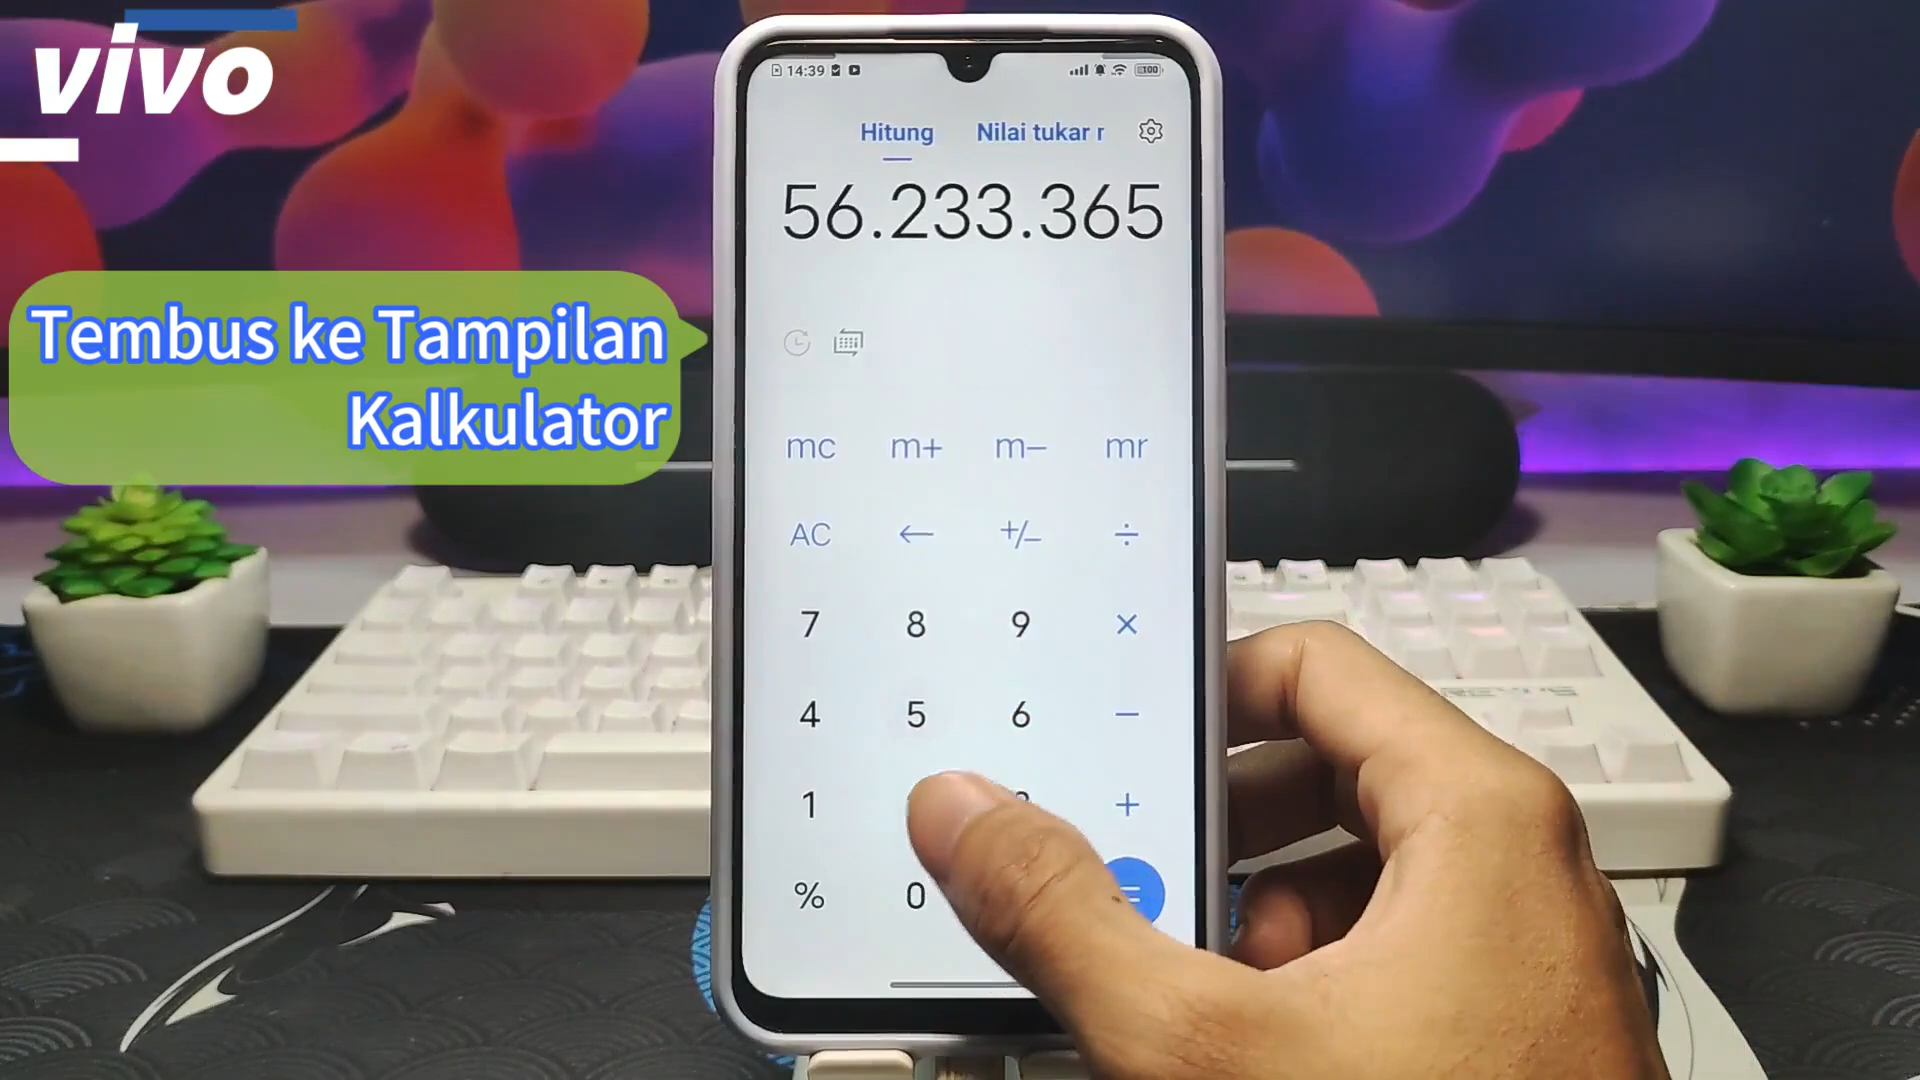 vivo
14:39
100
Hitung Nilai tukar r
56.233.365
Tembus ke Tampilan
Kalkulator
mc m+ m– mr
AC ← +/– ÷
7 8 9 ×
4 5 6 –
1 +
% 0 =